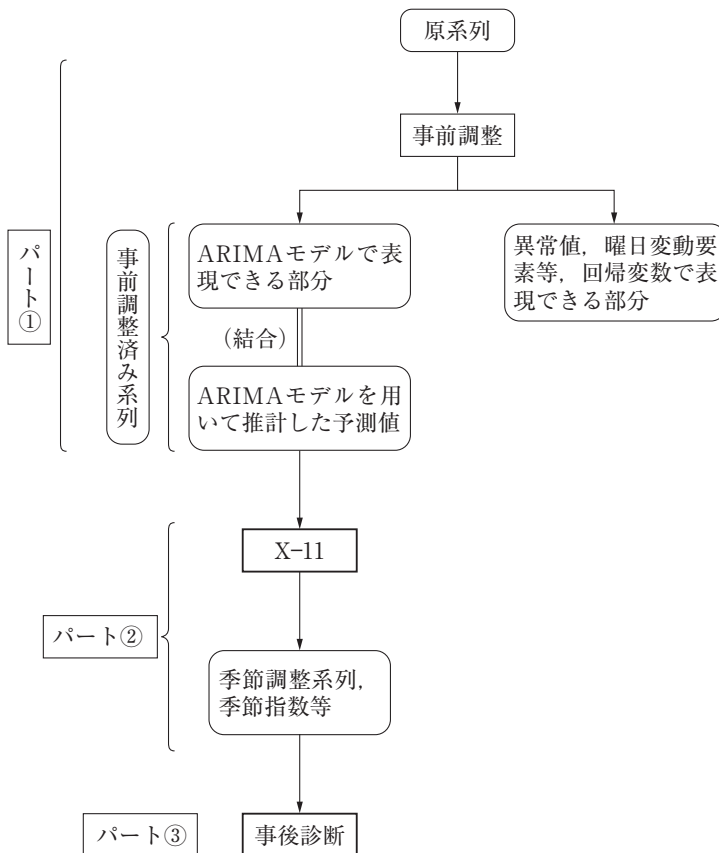 原系列
事前調整
パート①
事前調整済み系列
ARIMAモデルで表
現できる部分
異常値，曜日変動要
素等，回帰変数で表
現できる部分
（結合）
ARIMAモデルを用
いて推計した予測値
X−11
パート②
季節調整系列，
季節指数等
パート③
事後診断